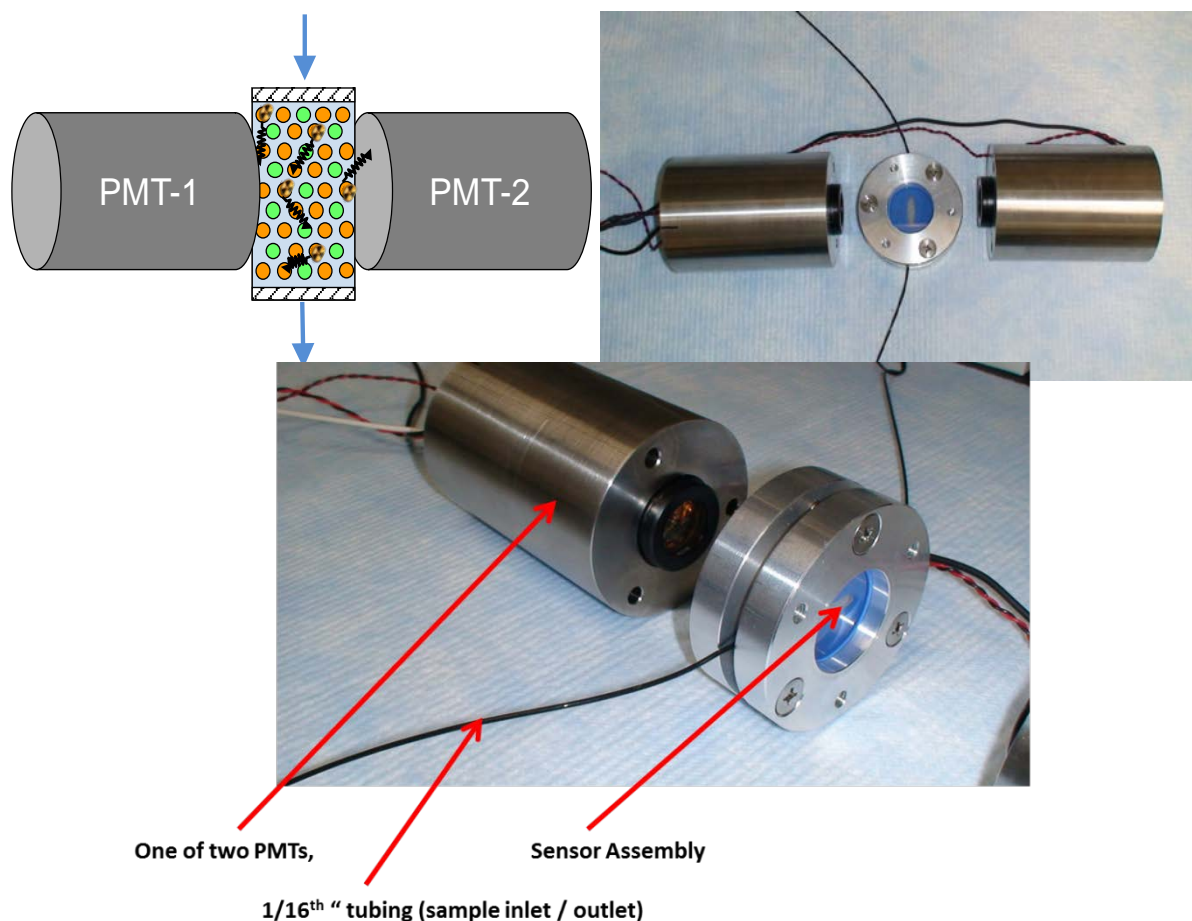 PMT-1
PMT-2
One of two PMTs,
Sensor Assembly
1/16th “ tubing (sample inlet / outlet)